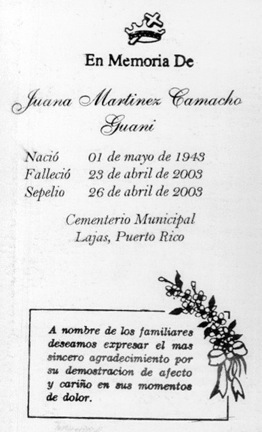 En Memoria De
Juana Martinez Camacho
Guani
Nació 01 de mayo de 1943
Falleció 23 de abril de 2003
Sepelio 26 de abril de 2003
Cementerio Municipal
Lajas, Puerto Rico
A nombre de los familiares
deseamos expresar el mas
sincero agradecimiento por
su demostracion de afecto
y cariño en sus momentos
de dolor.